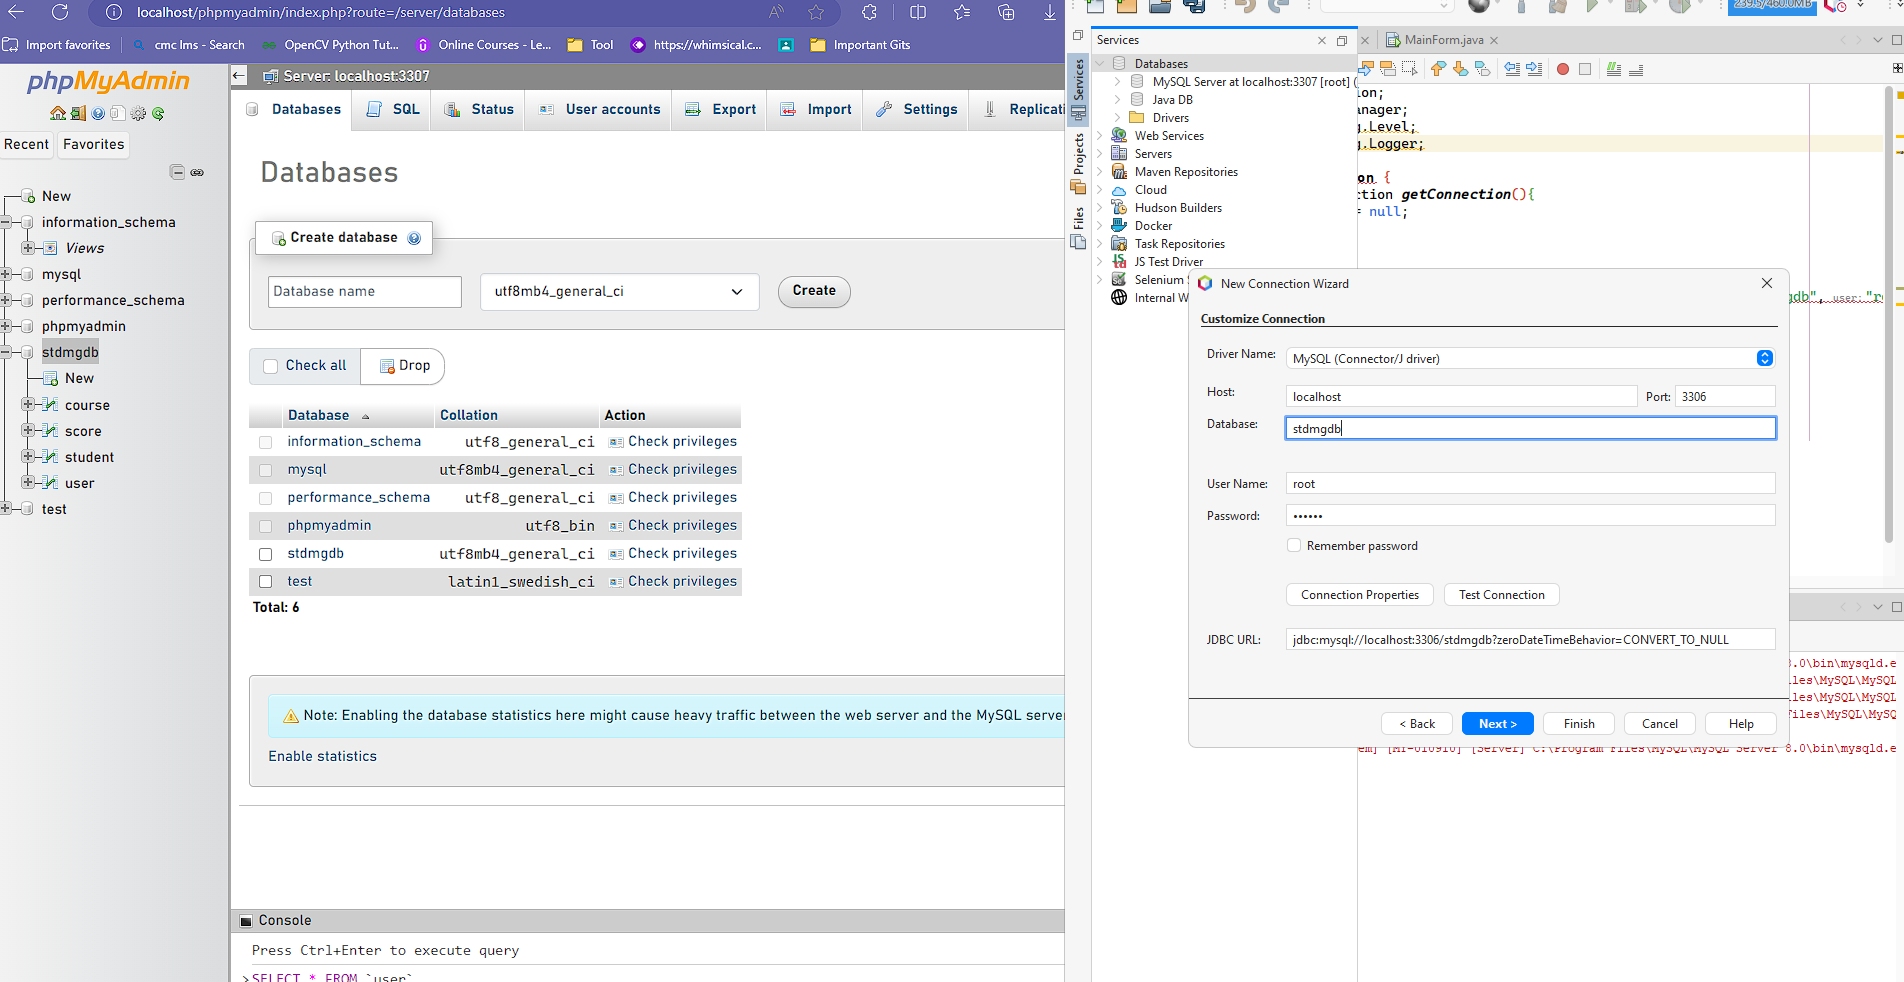 localhost/phpmyadmin/index.php?route=/server/databases
Import favorites
cmc lms - Search
OpenCV Python Tut...
Online Courses - Le...
Tool
https://whimsical.c...
Important Gits
phpMyAdmin
Recent
Favorites
New
information_schema
Views
mysql
performance_schema
phpmyadmin
stdmgdb
New
course
score
student
user
test
Server: localhost:3307
Databases
SQL
Status
User accounts
Export
Import
Settings
Replicati
Databases
Create database
Database name
utf8mb4_general_ci
Create
Check all
Drop
Database
Collation
Action
information_schema utf8_general_ci Check privileges
mysql utf8mb4_general_ci Check privileges
performance_schema utf8_general_ci Check privileges
phpmyadmin utf8_bin Check privileges
stdmgdb utf8mb4_general_ci Check privileges
test latin1_swedish_ci Check privileges
Total: 6
Note: Enabling the database statistics here might cause heavy traffic between the web server and the MySQL server
Enable statistics
Console
Press Ctrl+Enter to execute query
>SELECT * FROM `user`
239.5/460.0MB
Services
MainForm.java
Services
Projects
Files
Databases
MySQL Server at localhost:3307 [root] (
Java DB
Drivers
Web Services
Servers
Maven Repositories
Cloud
Hudson Builders
Docker
Task Repositories
JS Test Driver
Selenium S
Internal W
ion;
anager;
g.Level;
g.Logger;
on {
ction getConnection(){
= null;
gdb", user: "r
New Connection Wizard
Customize Connection
Driver Name: MySQL (Connector/J driver)
Host: localhost Port: 3306
Database: stdmgdb
User Name: root
Password: ••••••
Remember password
Connection Properties
Test Connection
JDBC URL: jdbc:mysql://localhost:3306/stdmgdb?zeroDateTimeBehavior=CONVERT_TO_NULL
< Back
Next >
Finish
Cancel
Help
8.0\bin\mysqld.e
iles\MySQL\MySQL
iles\MySQL\MySQL
Files\MySQL\MySQ
em] [MY-010910] [Server] C:\Program Files\MySQL\MySQL Server 8.0\bin\mysqld.e